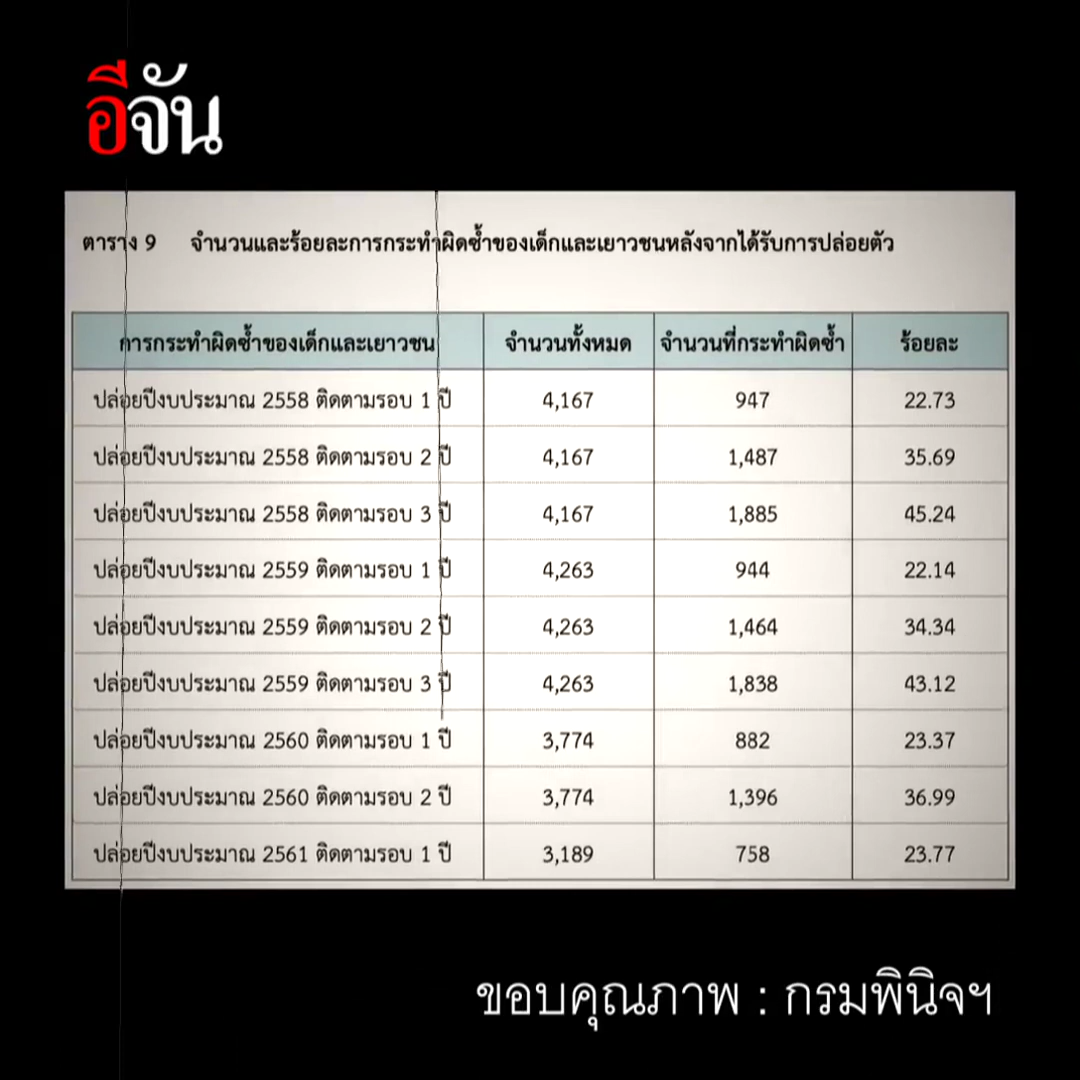 อีจัน
ตาราง 9 จำนวนและร้อยละการกระทำผิดซ้ำของเด็กและเยาวชนหลังจากได้รับการปล่อยตัว
การกระทำผิดซ้ำของเด็กและเยาวชน จำนวนทั้งหมด จำนวนที่กระทำผิดซ้ำ ร้อยละ
ปล่อยปีงบประมาณ 2558 ติดตามรอบ 1 ปี 4,167 947 22.73
ปล่อยปีงบประมาณ 2558 ติดตามรอบ 2 ปี 4,167 1,487 35.69
ปล่อยปีงบประมาณ 2558 ติดตามรอบ 3 ปี 4,167 1,885 45.24
ปล่อยปีงบประมาณ 2559 ติดตามรอบ 1 ปี 4,263 944 22.14
ปล่อยปีงบประมาณ 2559 ติดตามรอบ 2 ปี 4,263 1,464 34.34
ปล่อยปีงบประมาณ 2559 ติดตามรอบ 3 ปี 4,263 1,838 43.12
ปล่อยปีงบประมาณ 2560 ติดตามรอบ 1 ปี 3,774 882 23.37
ปล่อยปีงบประมาณ 2560 ติดตามรอบ 2 ปี 3,774 1,396 36.99
ปล่อยปีงบประมาณ 2561 ติดตามรอบ 1 ปี 3,189 758 23.77
ขอบคุณภาพ : กรมพินิจฯ